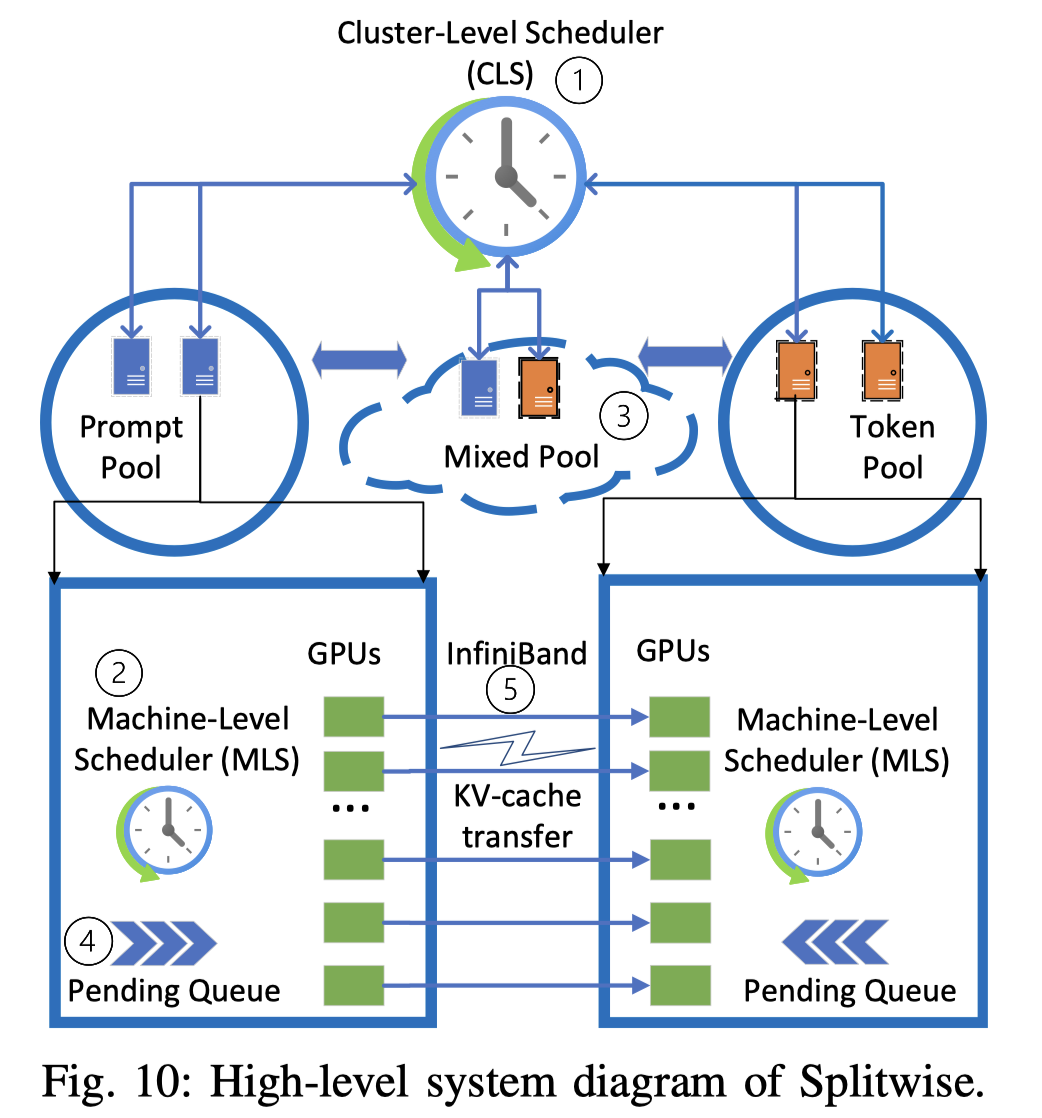 Cluster-Level Scheduler
(CLS) 1
Prompt
Pool
Mixed Pool
3
Token
Pool
2
Machine-Level
Scheduler (MLS)
4
Pending Queue
GPUs
InfiniBand
5
KV-cache
transfer
...
GPUs
...
Machine-Level
Scheduler (MLS)
Pending Queue
Fig. 10: High-level system diagram of Splitwise.